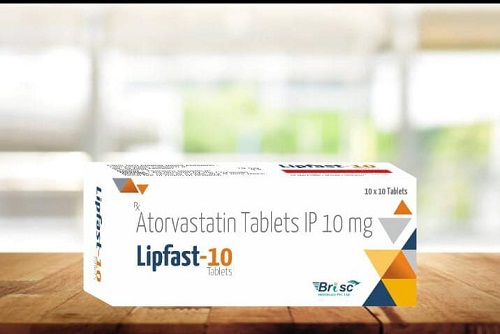 Lipfast-10
10 x 10 Tablets
Rx
Atorvastatin Tablets IP 10 mg
Lipfast-10
Tablets
Lipfast-10
Brisc